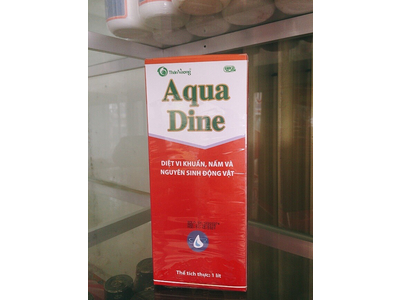 Aqua
Dine
DIỆT VI KHUẨN, NẤM VÀ
NGUYÊN SINH ĐỘNG VẬT
Thể tích thực: 1 lít